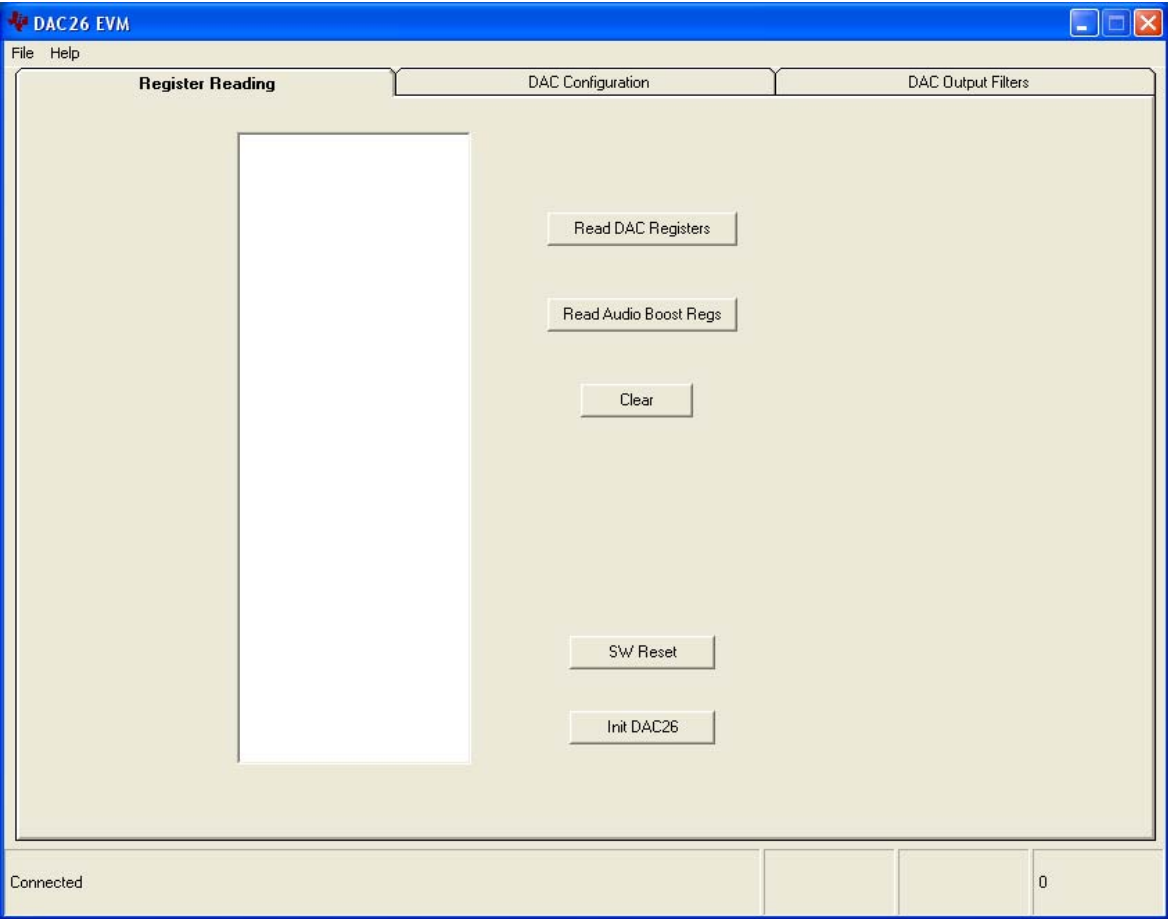 DAC26 EVM
File Help
Register Reading DAC Configuration DAC Output Filters
Read DAC Registers
Read Audio Boost Regs
Clear
SW Reset
Init DAC26
Connected 0